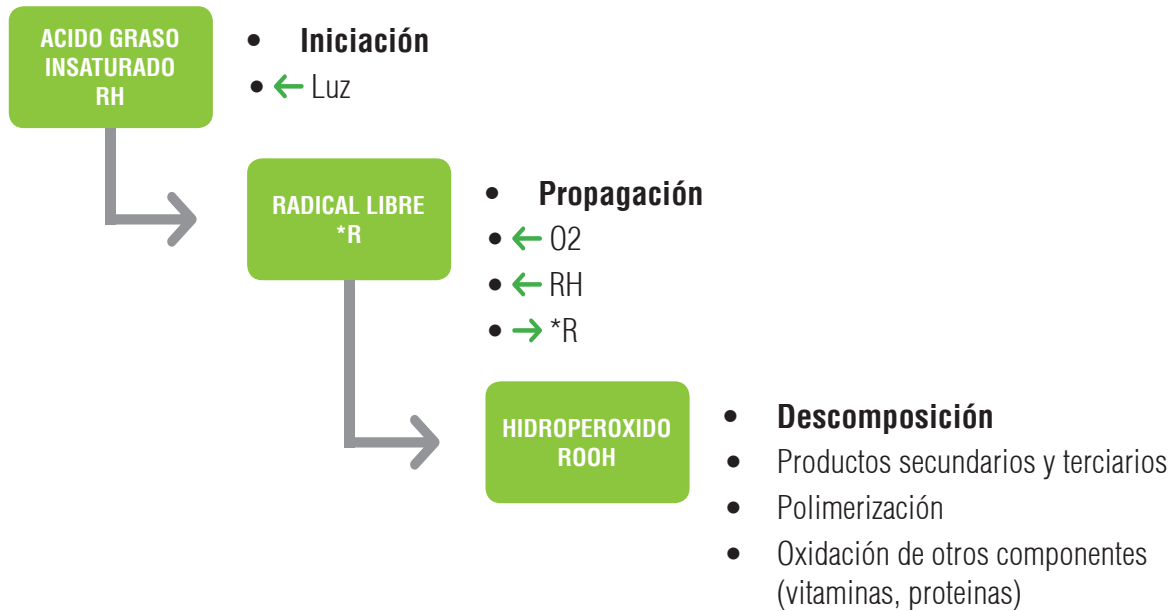 ACIDO GRASO
INSATURADO
RH
• Iniciación
• ← Luz
RADICAL LIBRE
*R
• Propagación
• ← O2
• ← RH
• → *R
HIDROPEROXIDO
ROOH
• Descomposición
• Productos secundarios y terciarios
• Polimerización
• Oxidación de otros componentes
(vitaminas, proteinas)